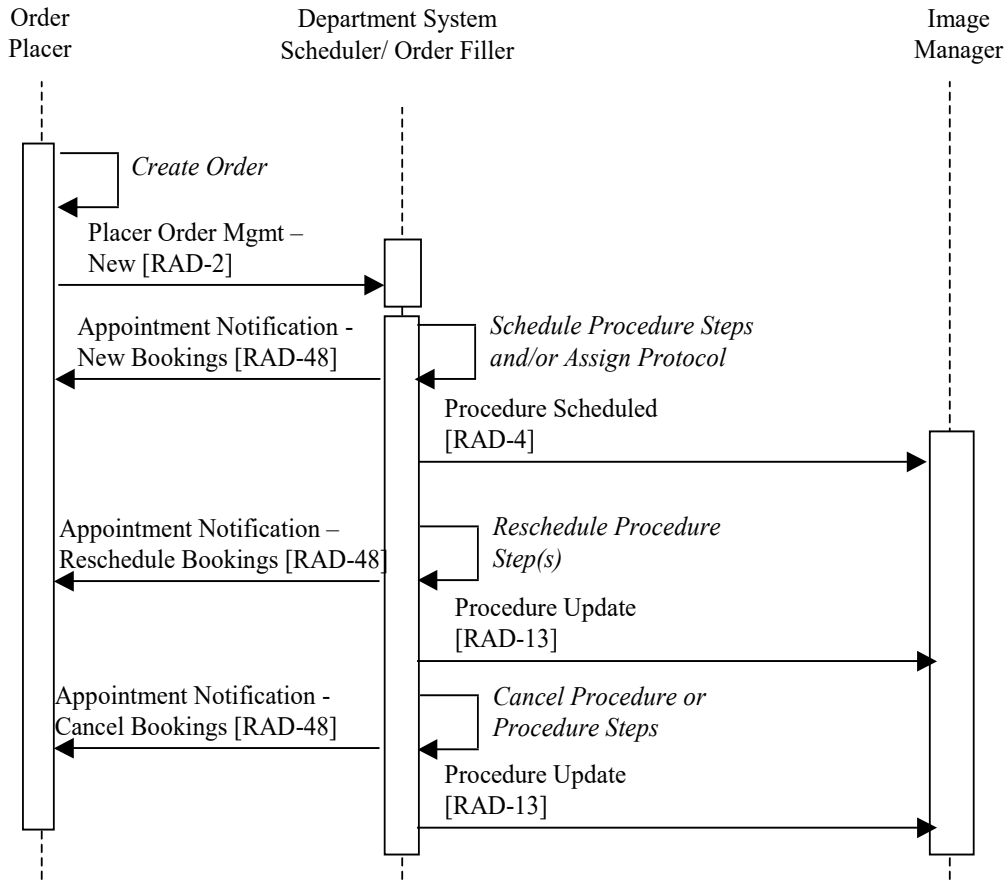 Order
Placer
Department System
Scheduler/ Order Filler
Image
Manager
Create Order
Placer Order Mgmt –
New [RAD-2]
Appointment Notification -
New Bookings [RAD-48]
Schedule Procedure Steps
and/or Assign Protocol
Procedure Scheduled
[RAD-4]
Appointment Notification –
Reschedule Bookings [RAD-48]
Reschedule Procedure
Step(s)
Procedure Update
[RAD-13]
Appointment Notification -
Cancel Bookings [RAD-48]
Cancel Procedure or
Procedure Steps
Procedure Update
[RAD-13]